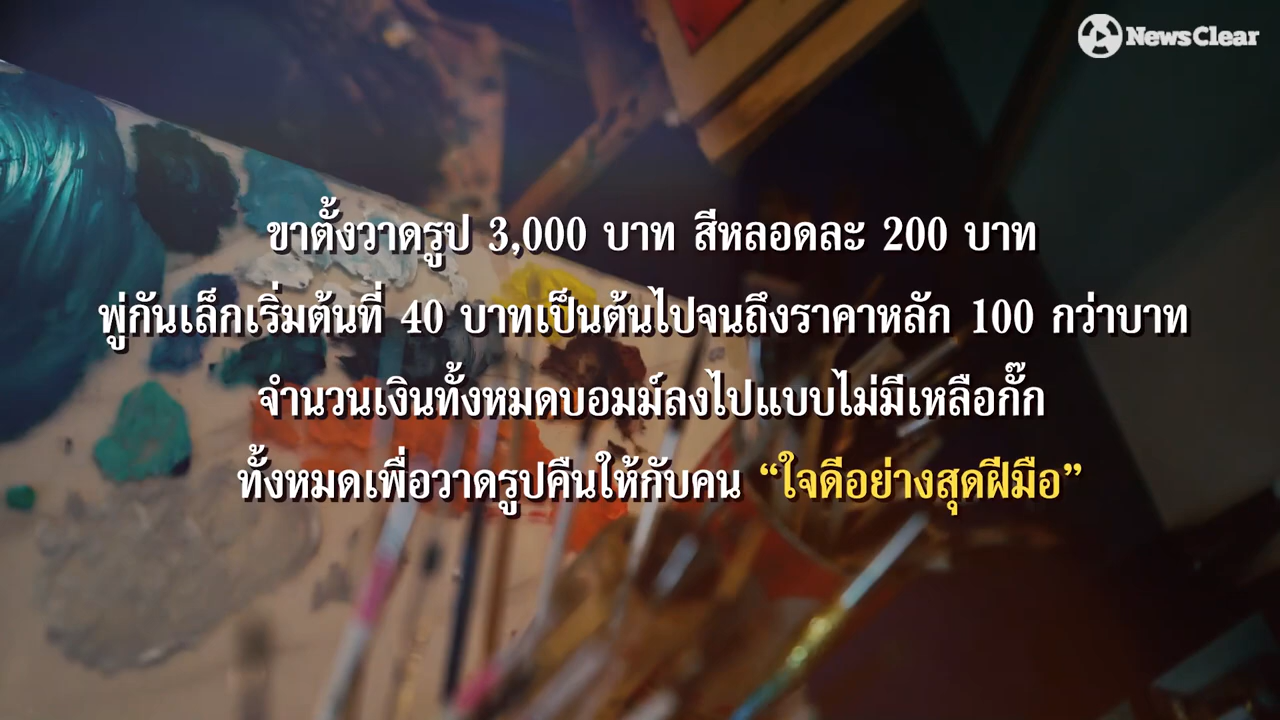 NewsClear
ขาตั้งวาดรูป 3,000 บาท สีหลอดละ 200 บาท
พู่กันเล็กเริ่มต้นที่ 40 บาทเป็นต้นไปจนถึงราคาหลัก 100 กว่าบาท
จำนวนเงินทั้งหมดบอมม์ลงไปแบบไม่มีเหลือกั๊ก
ทั้งหมดเพื่อวาดรูปคืนให้กับคน “ใจดีอย่างสุดฝีมือ”